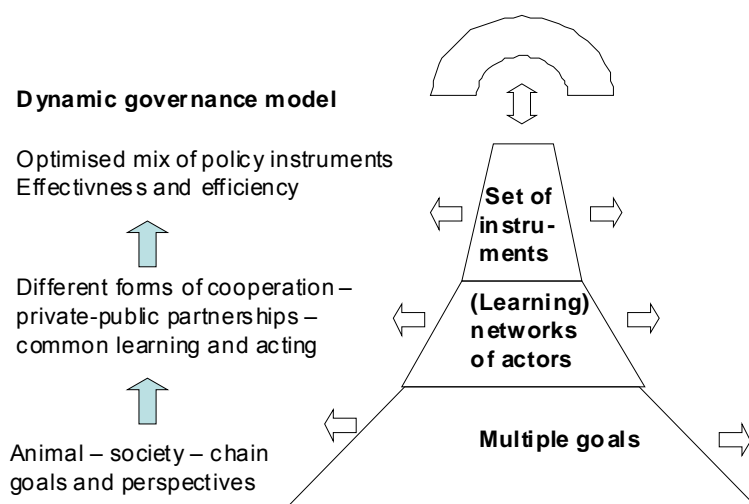 Dynamic governance model
Optimised mix of policy instruments
Effectivness and efficiency
Different forms of cooperation –
private-public partnerships –
common learning and acting
Animal – society – chain
goals and perspectives
Set of
instru-
ments
(Learning)
networks
of actors
Multiple goals